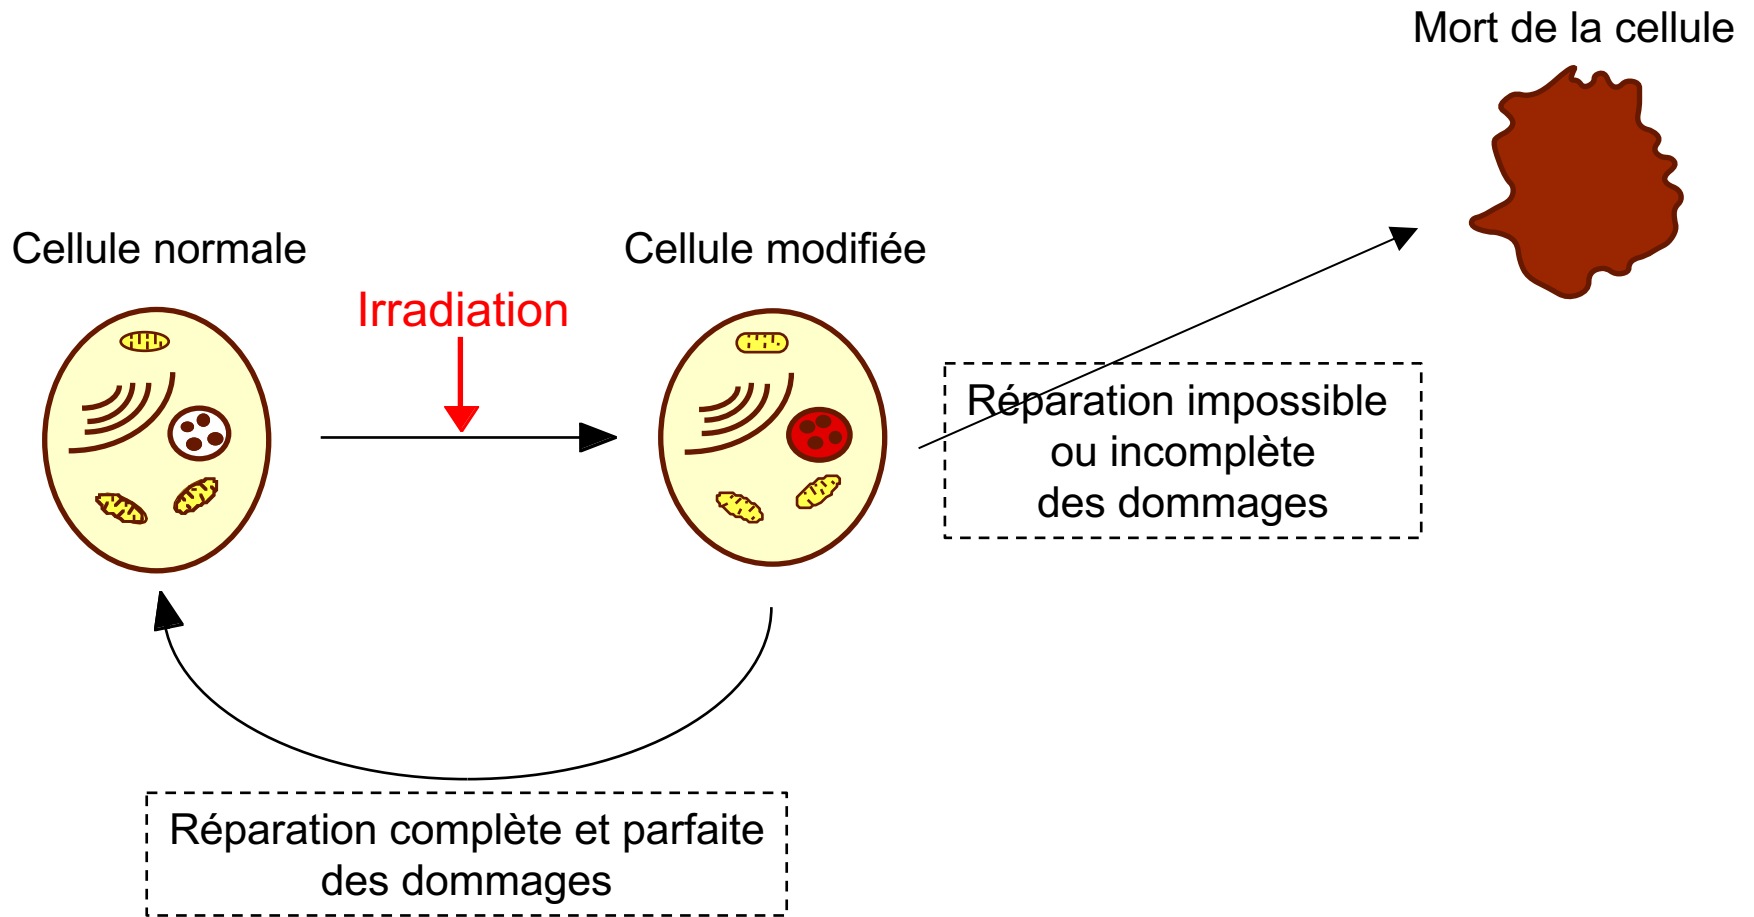 Mort de la cellule
Cellule normale
Cellule modifiée
Irradiation
Réparation impossible
ou incomplète
des dommages
Réparation complète et parfaite
des dommages